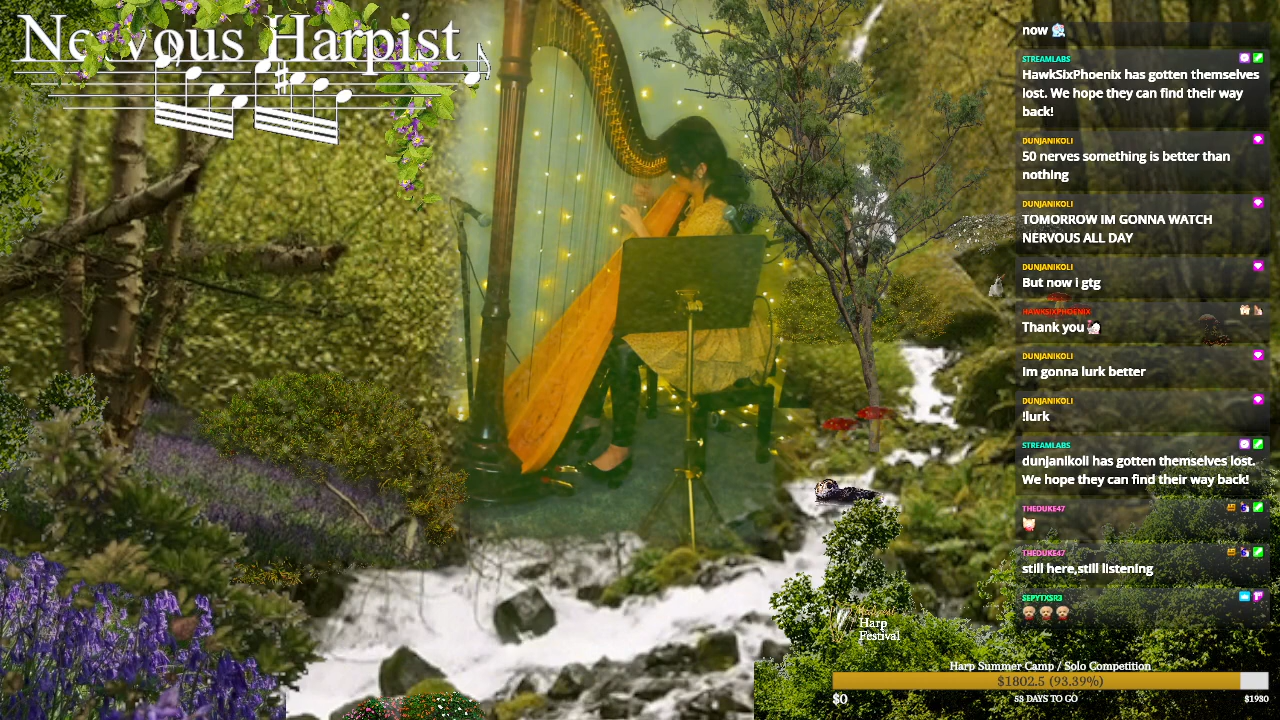 Nervous Harpist
now
STREAMLABS
HawkSixPhoenix has gotten themselves
lost. We hope they can find their way
back!
DUNJANIKOLI
50 nerves something is better than
nothing
DUNJANIKOLI
TOMORROW IM GONNA WATCH
NERVOUS ALL DAY
DUNJANIKOLI
But now i gtg
HAWKSIXPHOENIX
Thank you
DUNJANIKOLI
Im gonna lurk better
DUNJANIKOLI
!lurk
STREAMLABS
dunjanikoli has gotten themselves lost.
We hope they can find their way back!
THEDUKE47
THEDUKE47
still here,still listening
SEPYTXSR3
Harp
Festival
Harp Summer Camp / Solo Competition
$1802.5 (93.39%)
$0
53 DAYS TO GO
$1930